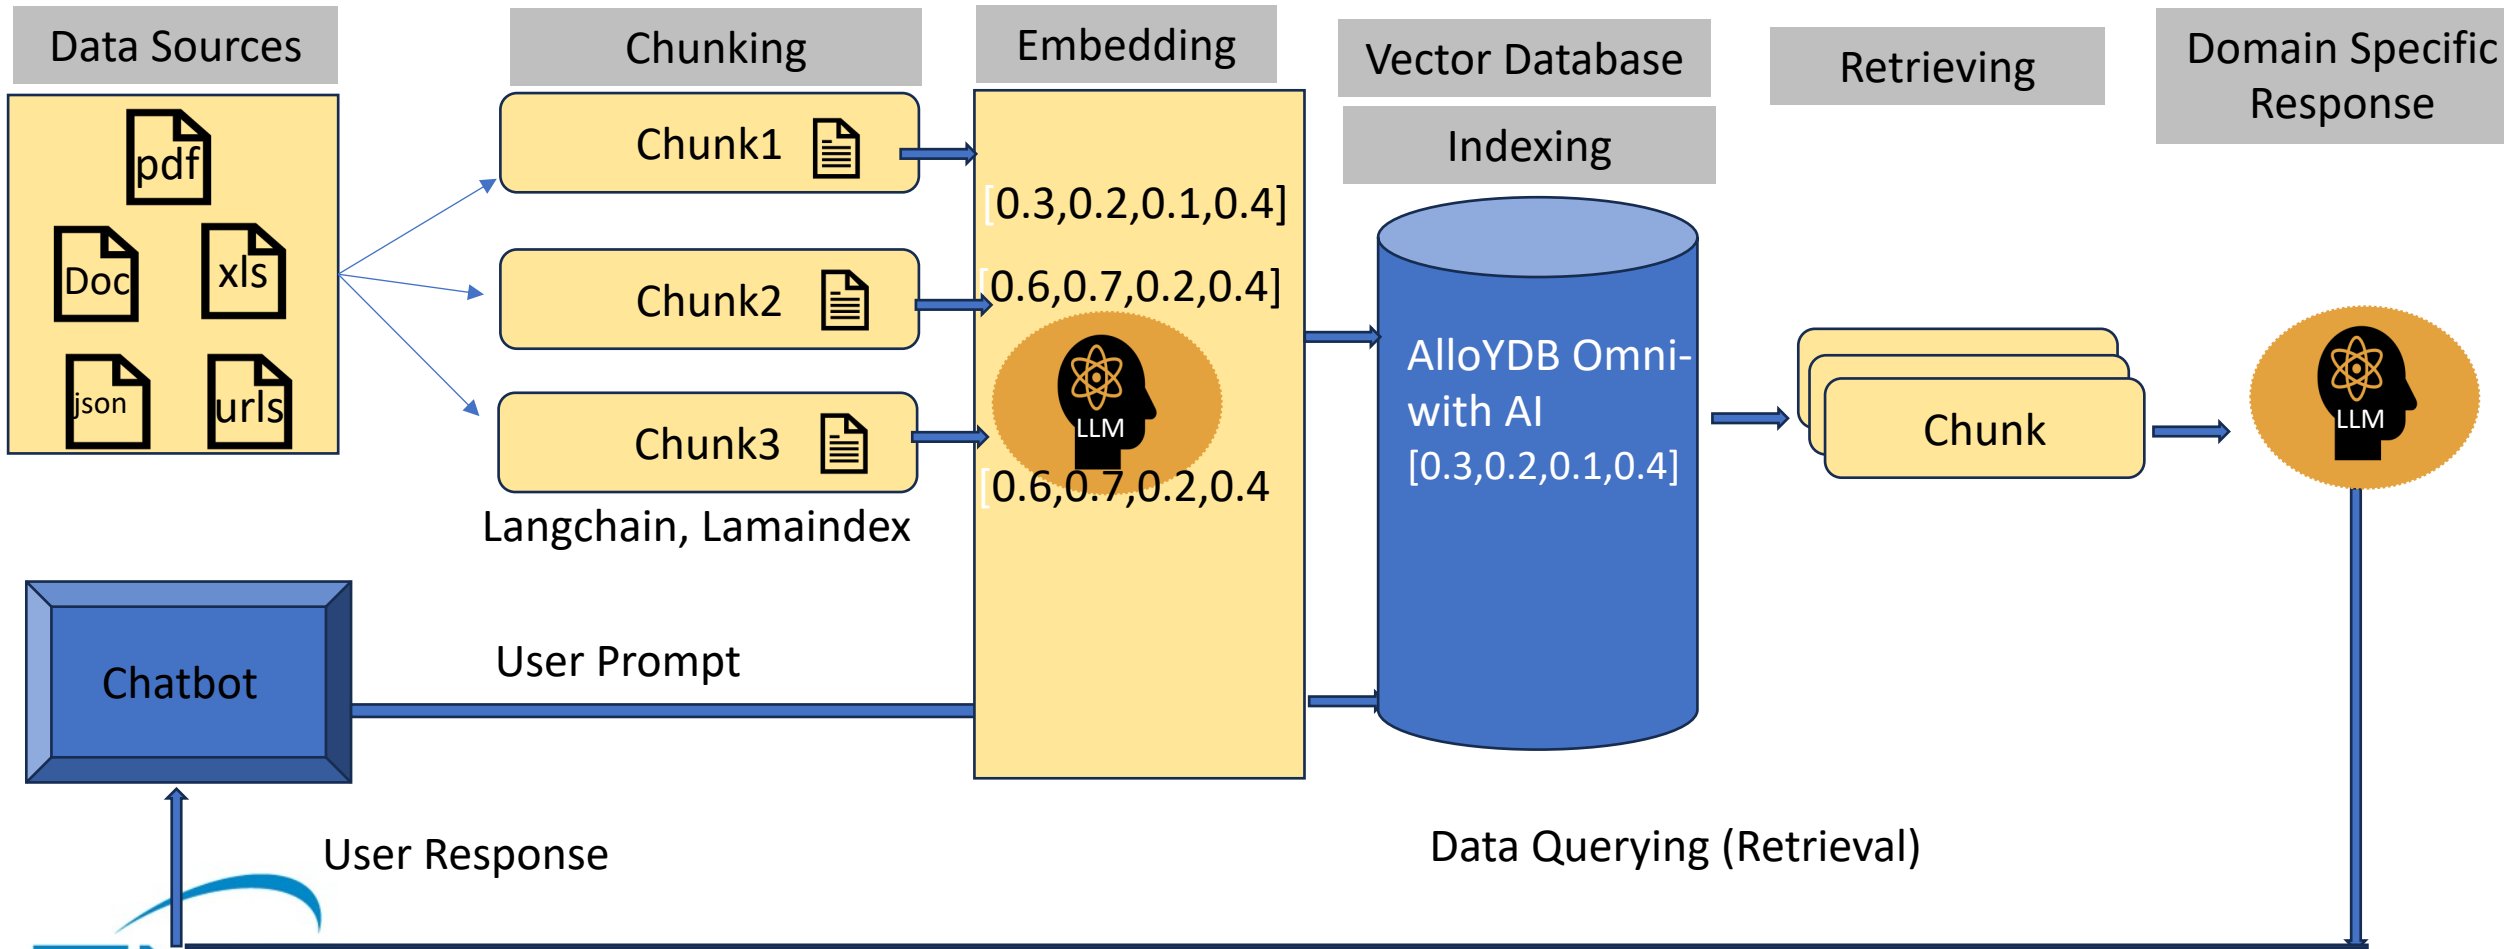 Data Sources
Chunking
Embedding
Vector Database
Indexing
Retrieving
Domain Specific
Response
pdf
Doc
xls
json
urls
Chunk1
Chunk2
Chunk3
Langchain, Lamaindex
[0.3,0.2,0.1,0.4]
[0.6,0.7,0.2,0.4]
LLM
[0.6,0.7,0.2,0.4
AlloYDB Omni-
with AI
[0.3,0.2,0.1,0.4]
Chunk
LLM
Chatbot
User Prompt
User Response
Data Querying (Retrieval)